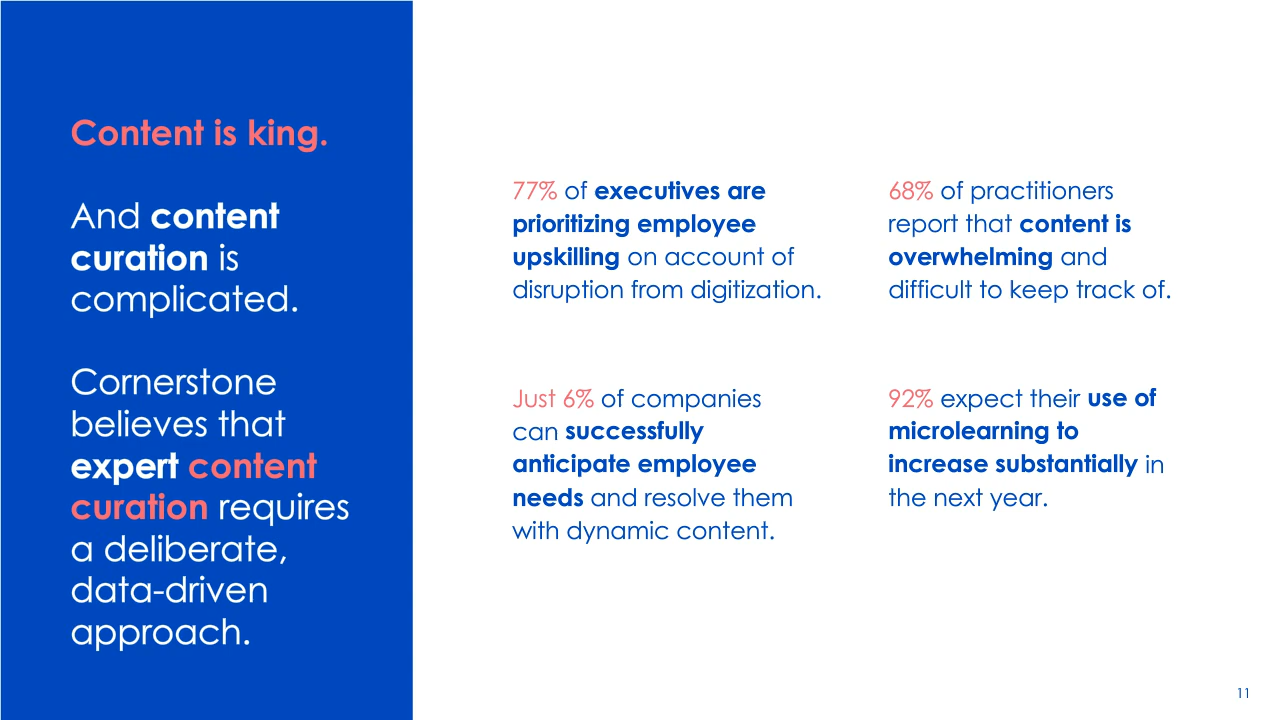 Content is king.
And content
curation is
complicated.
Cornerstone
believes that
expert content
curation requires
a deliberate,
data-driven
approach.
77% of executives are
prioritizing employee
upskilling on account of
disruption from digitization.
68% of practitioners
report that content is
overwhelming and
difficult to keep track of.
Just 6% of companies
can successfully
anticipate employee
needs and resolve them
with dynamic content.
92% expect their use of
microlearning to
increase substantially in
the next year.
11